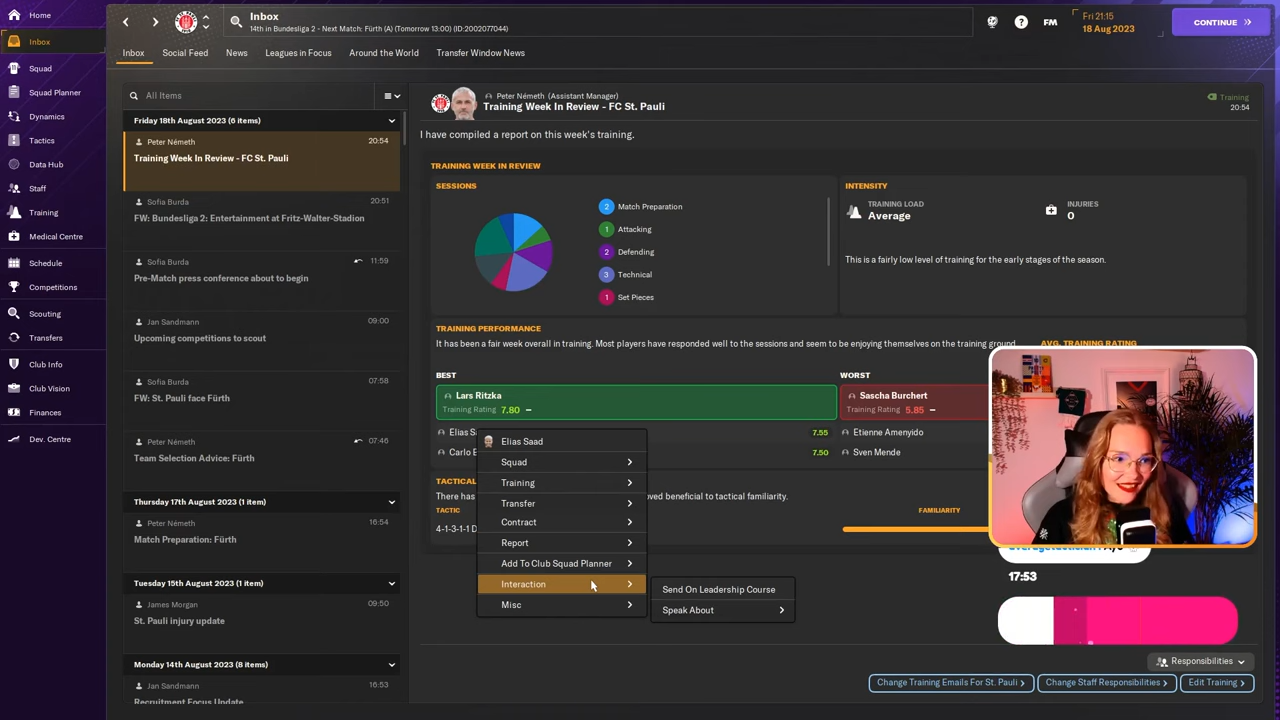 Home
Inbox
Squad
Squad Planner
Dynamics
Tactics
Data Hub
Staff
Training
Medical Centre
Schedule
Competitions
Scouting
Transfers
Club Info
Club Vision
Finances
Dev. Centre
Inbox
14th in Bundesliga 2 - Next Match: Fürth (A) (Tomorrow 13:00) (ID:2002077044)
FM
Fri 21:15
18 Aug 2023
CONTINUE
Inbox
Social Feed
News
Leagues in Focus
Around the World
Transfer Window News
All Items
Friday 18th August 2023 (6 items)
Peter Németh 20:54
Training Week In Review - FC St. Pauli
Sofia Burda 20:51
FW: Bundesliga 2: Entertainment at Fritz-Walter-Stadion
Sofia Burda 11:59
Pre-Match press conference about to begin
Jan Sandmann 09:00
Upcoming competitions to scout
Sofia Burda 07:58
FW: St. Pauli face Fürth
Peter Németh 07:46
Team Selection Advice: Fürth
Thursday 17th August 2023 (1 item)
Peter Németh 16:54
Match Preparation: Fürth
Tuesday 15th August 2023 (1 item)
James Morgan 09:50
St. Pauli injury update
Monday 14th August 2023 (8 items)
Jan Sandmann 16:53
Recruitment Focus Update
Peter Németh (Assistant Manager)
Training Week In Review - FC St. Pauli
Training
20:54
I have compiled a report on this week's training.
TRAINING WEEK IN REVIEW
SESSIONS
2 Match Preparation
1 Attacking
2 Defending
3 Technical
1 Set Pieces
INTENSITY
TRAINING LOAD
Average
INJURIES
0
This is a fairly low level of training for the early stages of the season.
TRAINING PERFORMANCE
It has been a fair week overall in training. Most players have responded well to the sessions and seem to be enjoying themselves on the training ground.
AVG. TRAINING RATING
BEST
Lars Ritzka
Training Rating 7.80 –
Elias S 7.55
Carlo 7.50
WORST
Sascha Burchert
Training Rating 5.85 –
Etienne Amenyido
Sven Mende
TACTICAL
There has
oved beneficial to tactical familiarity.
TACTIC
FAMILIARITY
4-1-3-1-1 D
Elias Saad
Squad
Training
Transfer
Contract
Report
Add To Club Squad Planner
Interaction
Misc
Send On Leadership Course
Speak About
17:53
Responsibilities
Change Training Emails For St. Pauli
Change Staff Responsibilities
Edit Training